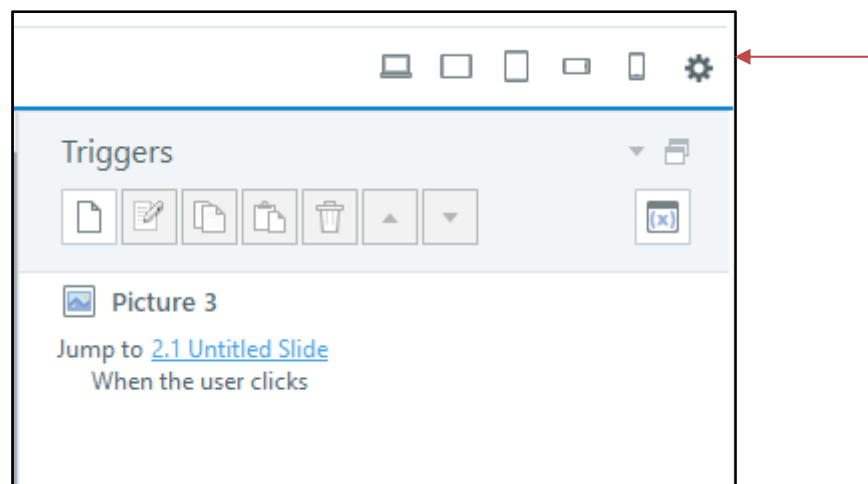 Triggers
(x)
Picture 3
Jump to 2.1 Untitled Slide
When the user clicks